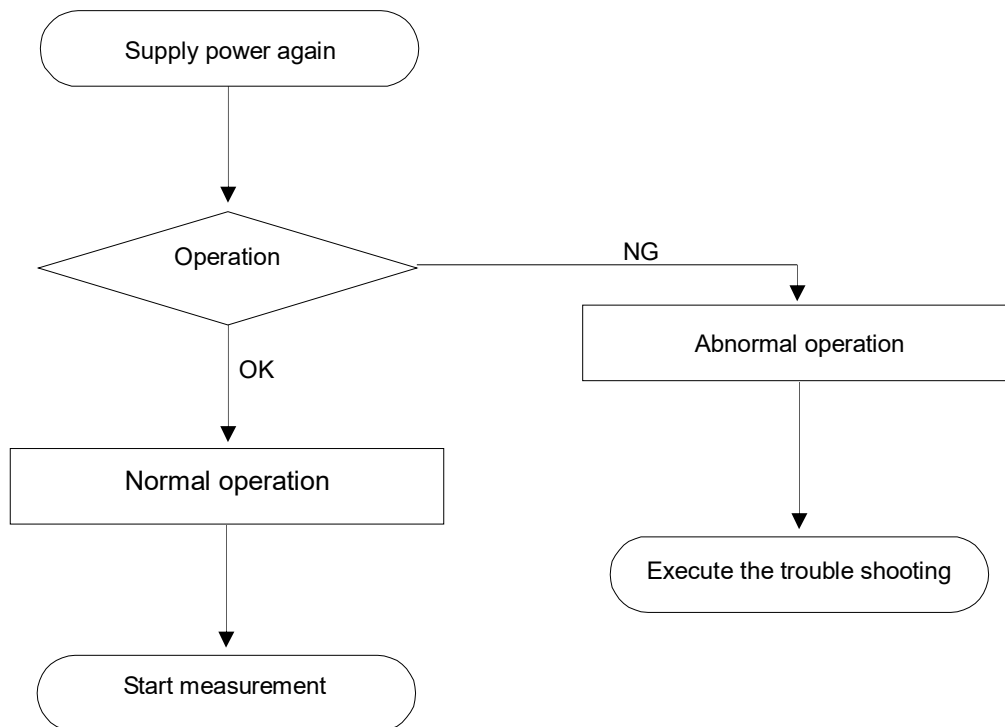 Supply power again
Operation
NG
Abnormal operation
OK
Normal operation
Execute the trouble shooting
Start measurement